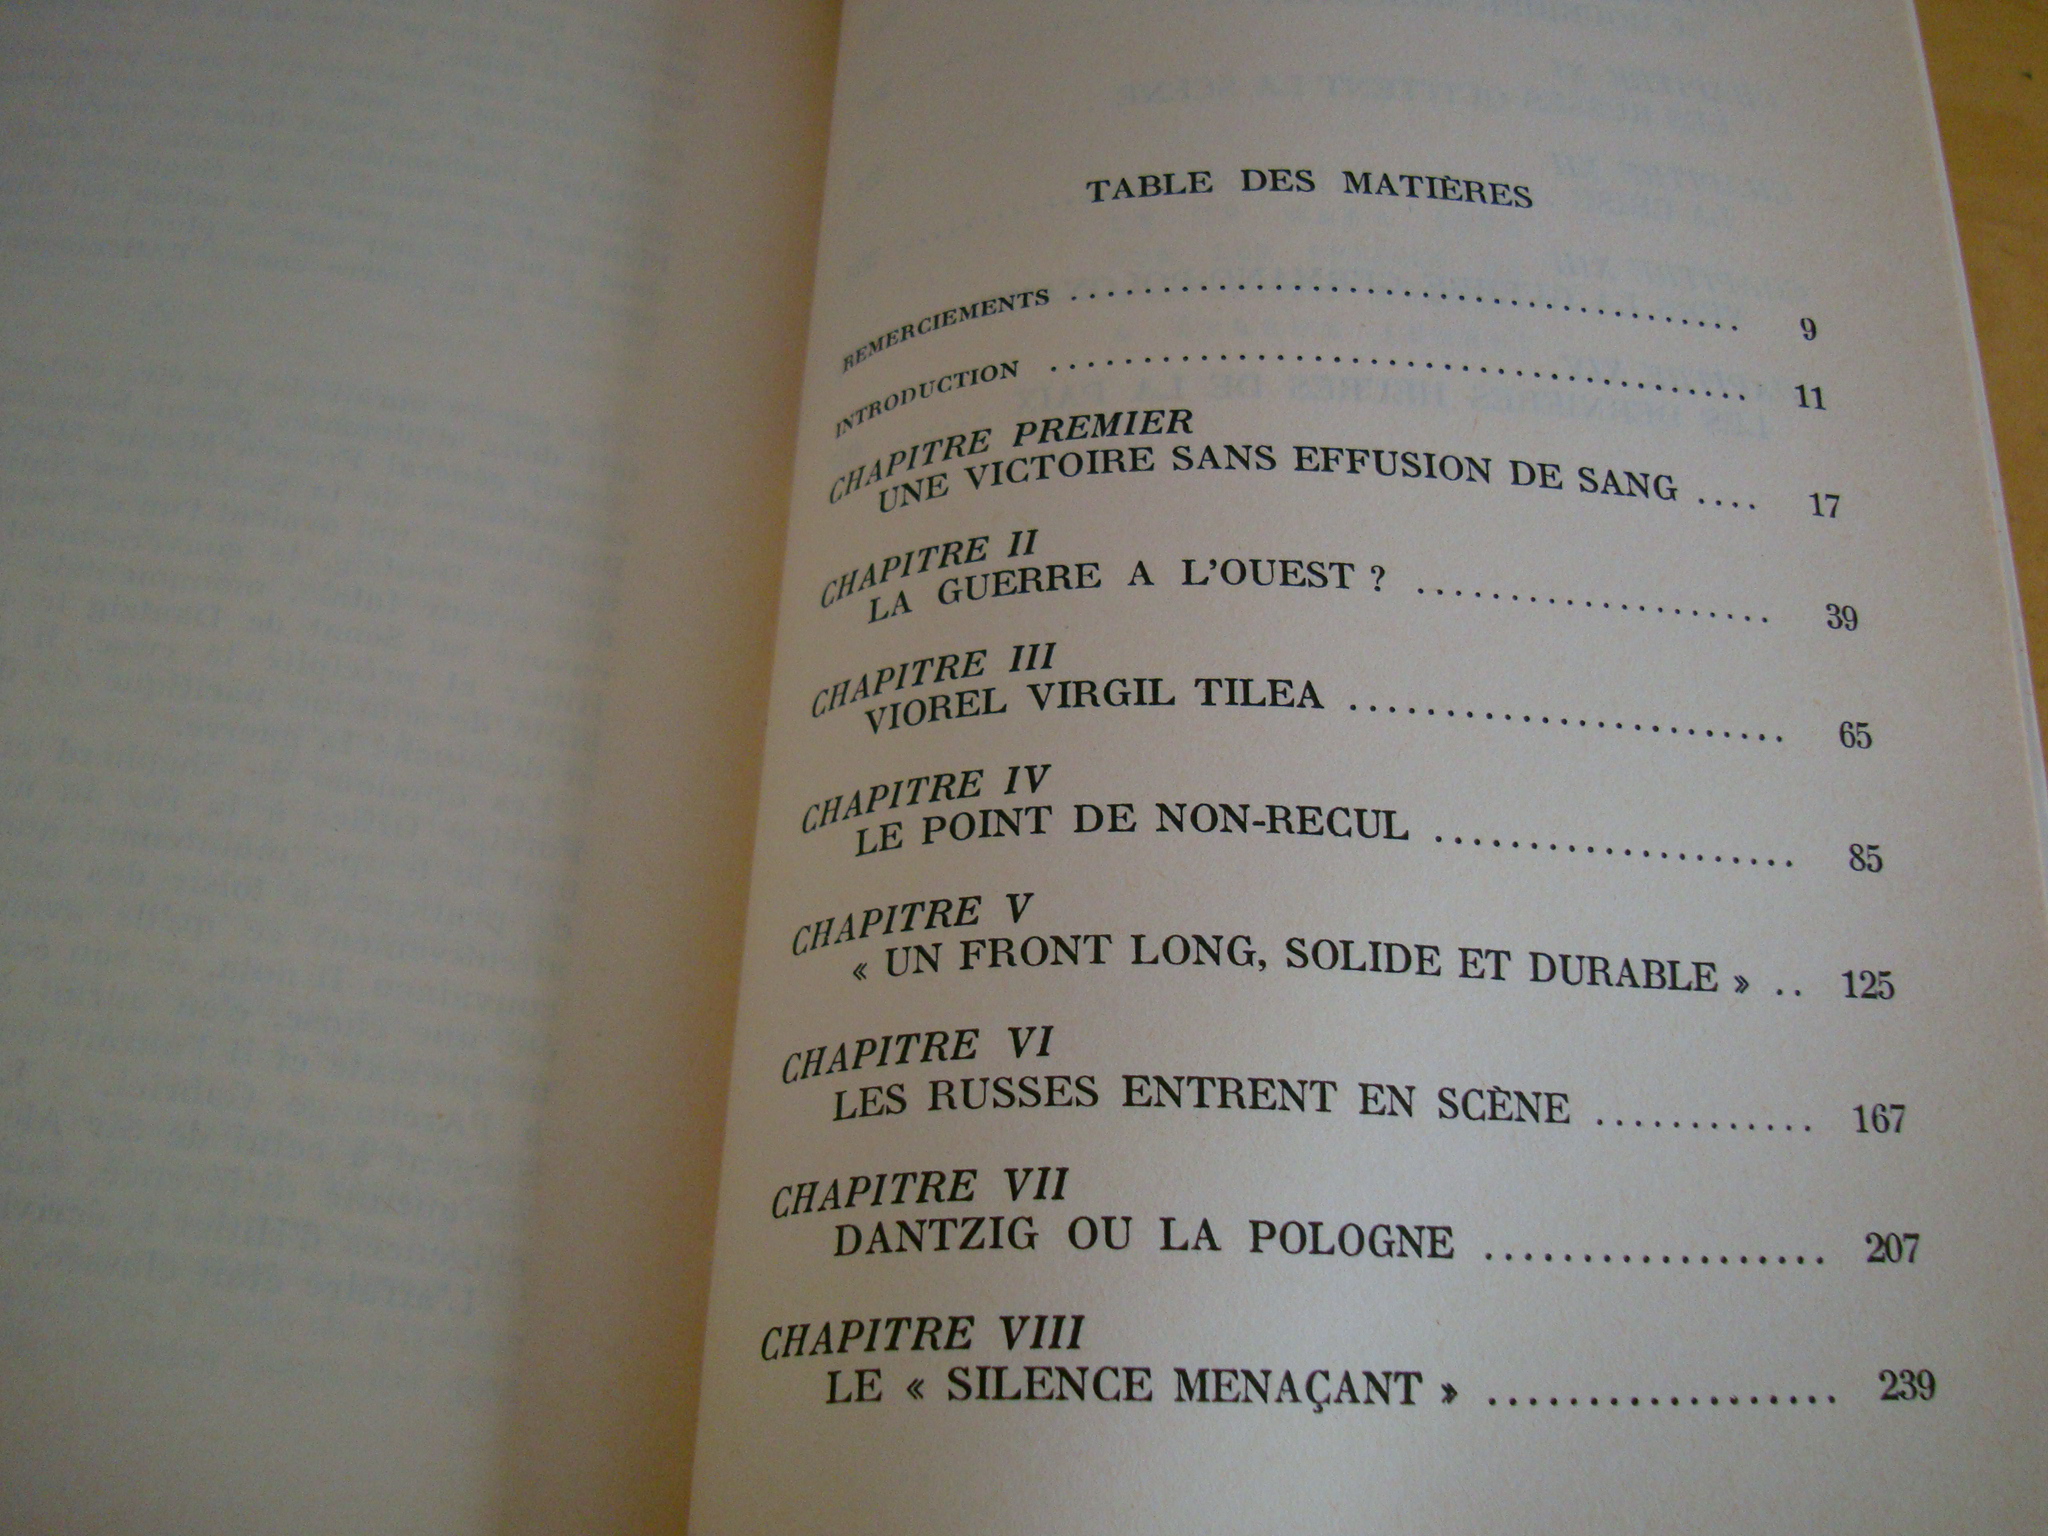 TABLE DES MATIÈRES
REMERCIEMENTS ........................................ 9
INTRODUCTION ........................................ 11
CHAPITRE PREMIER
UNE VICTOIRE SANS EFFUSION DE SANG .... 17
CHAPITRE II
LA GUERRE A L'OUEST ? .................... 39
CHAPITRE III
VIOREL VIRGIL TILEA ........................ 65
CHAPITRE IV
LE POINT DE NON-RECUL .................... 85
CHAPITRE V
« UN FRONT LONG, SOLIDE ET DURABLE » .. 125
CHAPITRE VI
LES RUSSES ENTRENT EN SCÈNE ............ 167
CHAPITRE VII
DANTZIG OU LA POLOGNE ................... 207
CHAPITRE VIII
LE « SILENCE MENAÇANT » ................... 239